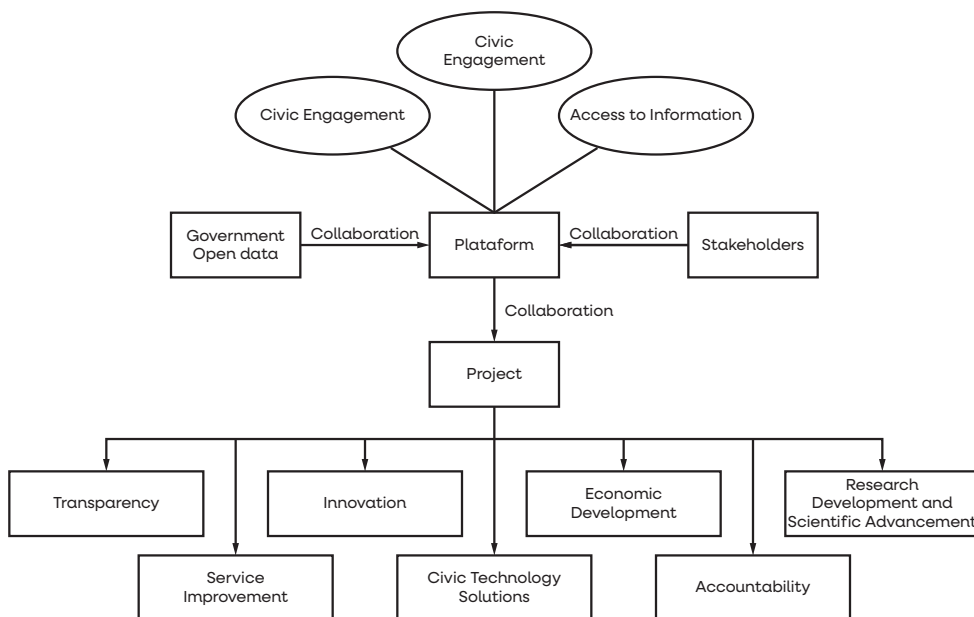 Civic
Engagement
Civic Engagement
Access to Information
Government
Open data
Collaboration
Plataform
Collaboration
Stakeholders
Collaboration
Project
Transparency
Innovation
Economic
Development
Research
Development and
Scientific Advancement
Service
Improvement
Civic Technology
Solutions
Accountability